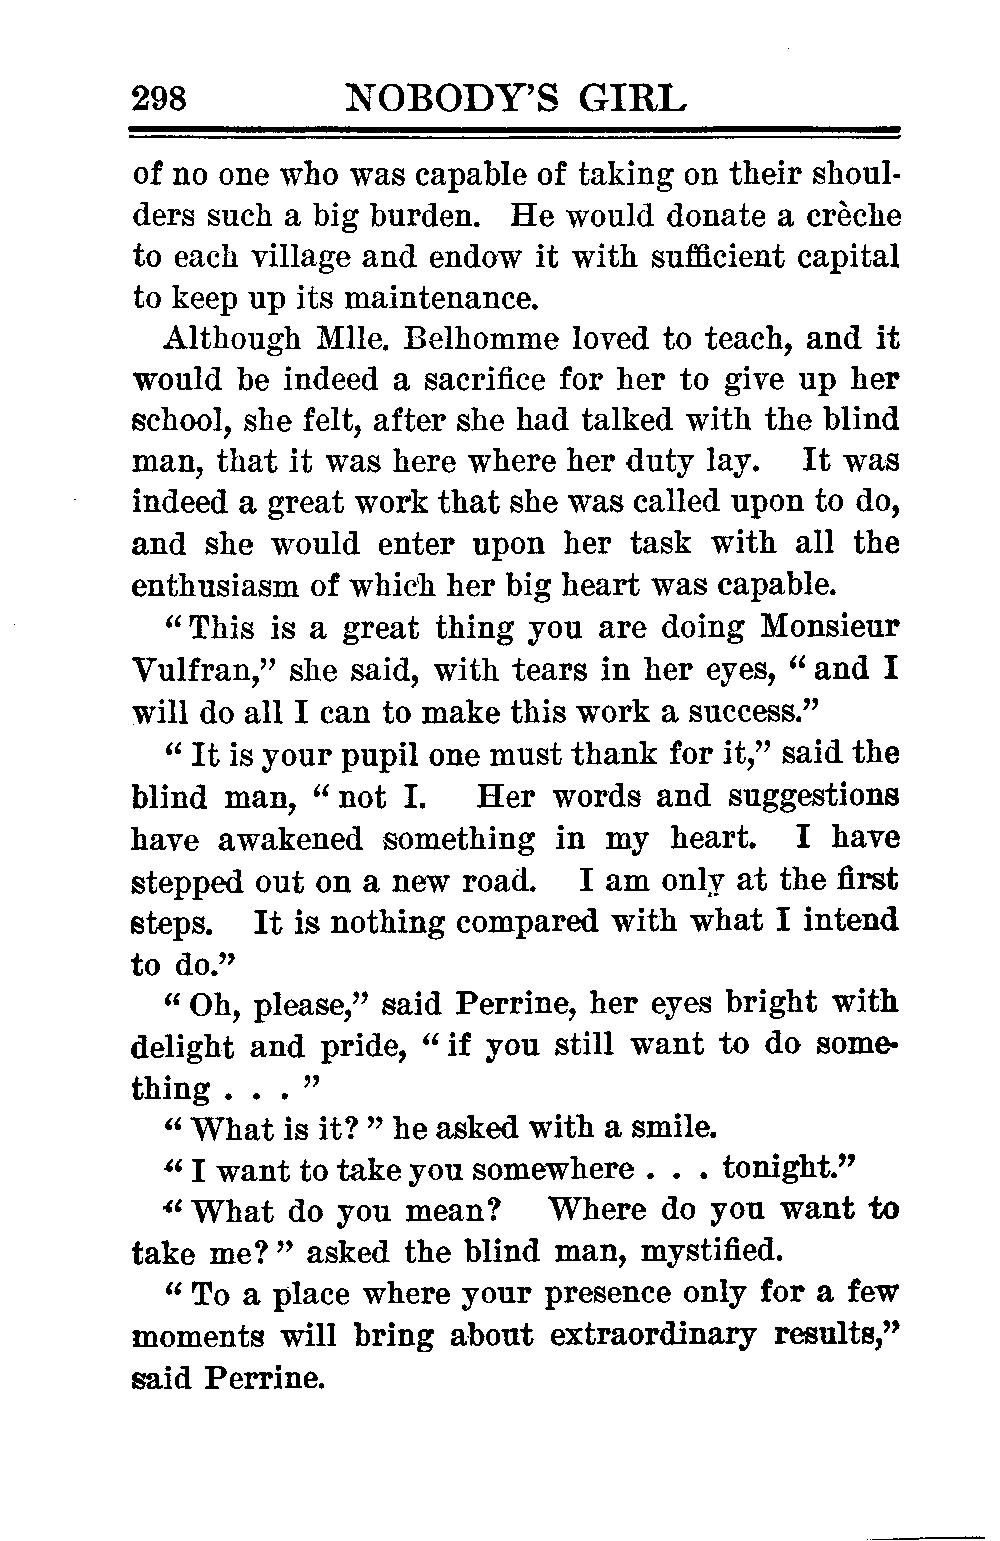 298 NOBODY'S GIRL
of no one who was capable of taking on their shoul-
ders such a big burden. He would donate a crèche
to each village and endow it with sufficient capital
to keep up its maintenance.
Although Mlle. Belhomme loved to teach, and it
would be indeed a sacrifice for her to give up her
school, she felt, after she had talked with the blind
man, that it was here where her duty lay. It was
indeed a great work that she was called upon to do,
and she would enter upon her task with all the
enthusiasm of which her big heart was capable.
“This is a great thing you are doing Monsieur
Vulfran,” she said, with tears in her eyes, “and I
will do all I can to make this work a success.”
“It is your pupil one must thank for it,” said the
blind man, “not I. Her words and suggestions
have awakened something in my heart. I have
stepped out on a new road. I am only at the first
steps. It is nothing compared with what I intend
to do.”
“Oh, please,” said Perrine, her eyes bright with
delight and pride, “if you still want to do some-
thing . . . ”
“What is it?” he asked with a smile.
“I want to take you somewhere . . . tonight.”
“What do you mean? Where do you want to
take me?” asked the blind man, mystified.
“To a place where your presence only for a few
moments will bring about extraordinary results,”
said Perrine.